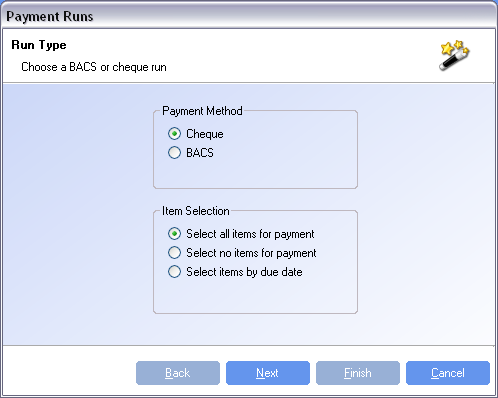 Payment Runs
Run Type
Choose a BACS or cheque run
Payment Method
Cheque
BACS
Item Selection
Select all items for payment
Select no items for payment
Select items by due date
Back Next Finish Cancel